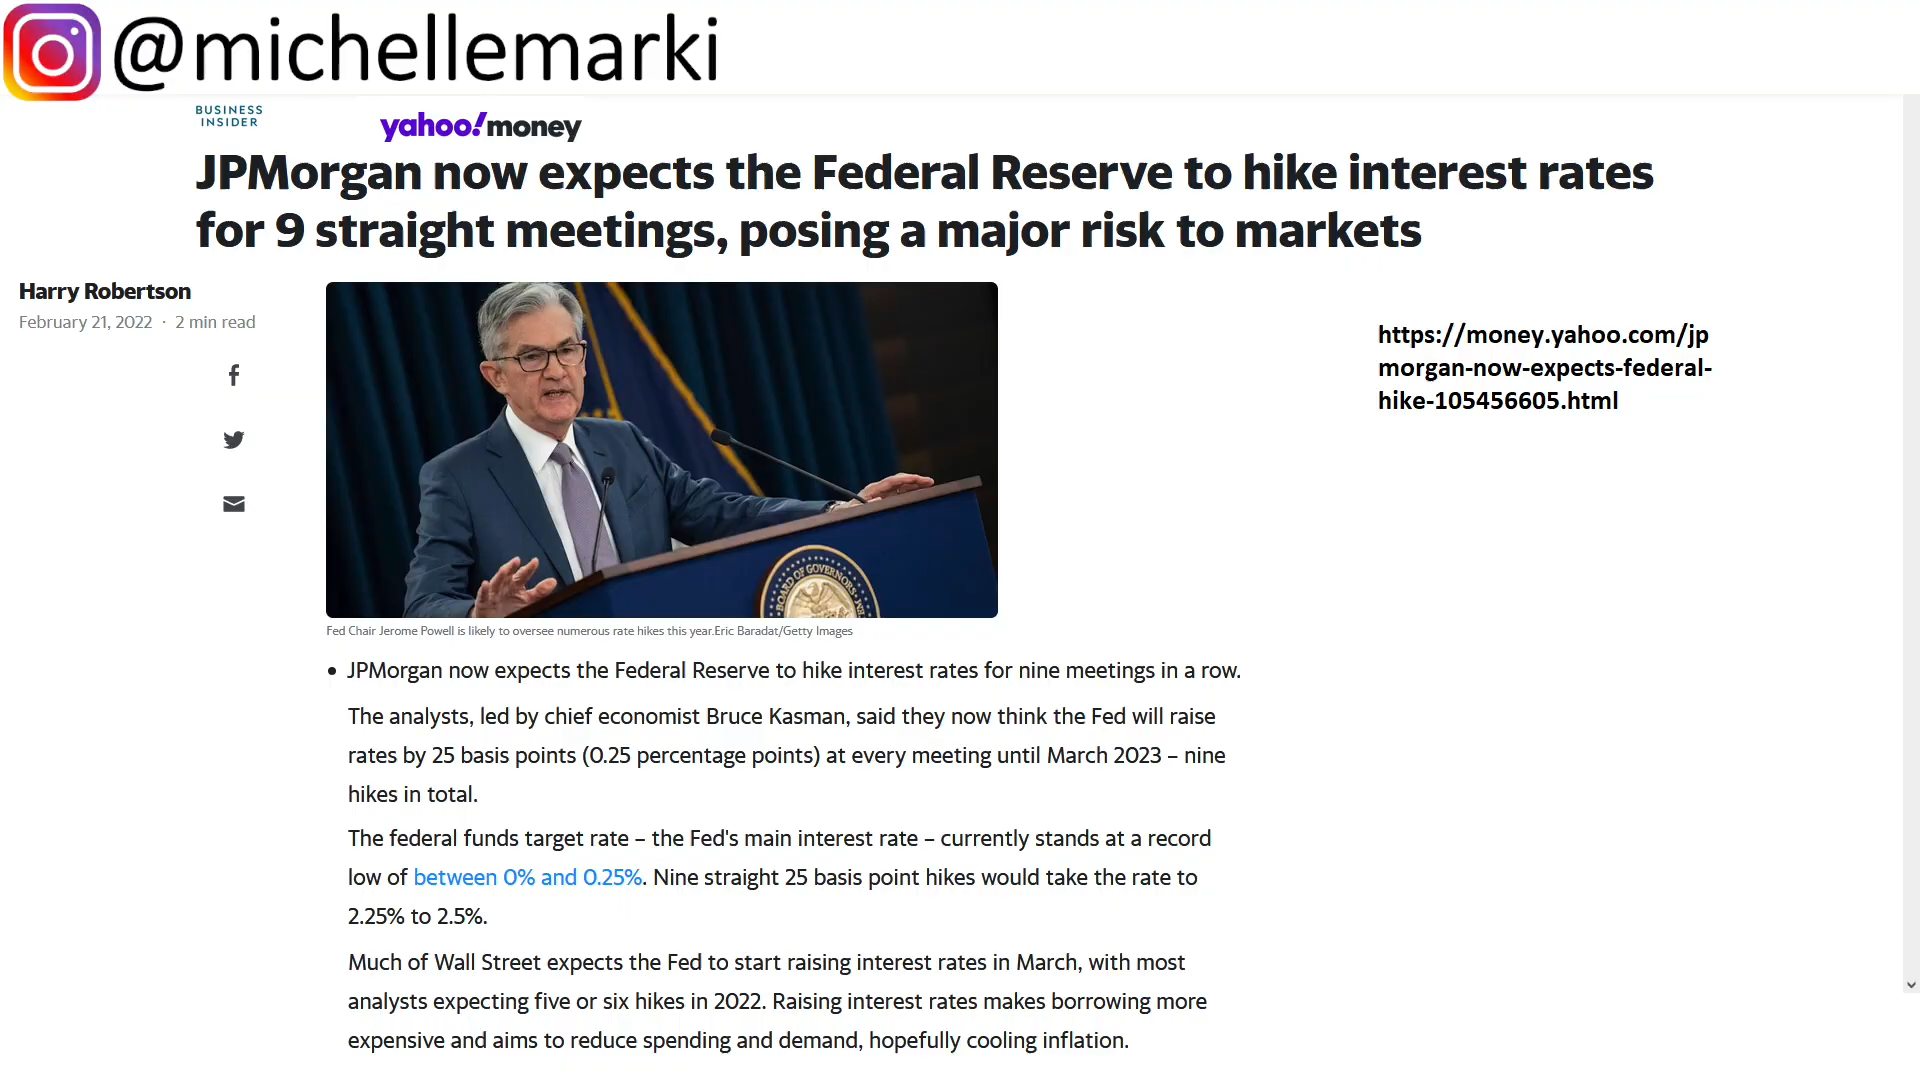 @michellemarki
BUSINESS
INSIDER
yahoo!money
JPMorgan now expects the Federal Reserve to hike interest rates
for 9 straight meetings, posing a major risk to markets
Harry Robertson
February 21, 2022 · 2 min read
https://money.yahoo.com/jp
morgan-now-expects-federal-
hike-105456605.html
BOARD OF GOVERNORS
Fed Chair Jerome Powell is likely to oversee numerous rate hikes this year.Eric Baradat/Getty Images
• JPMorgan now expects the Federal Reserve to hike interest rates for nine meetings in a row.
The analysts, led by chief economist Bruce Kasman, said they now think the Fed will raise
rates by 25 basis points (0.25 percentage points) at every meeting until March 2023 – nine
hikes in total.
The federal funds target rate – the Fed's main interest rate – currently stands at a record
low of between 0% and 0.25%. Nine straight 25 basis point hikes would take the rate to
2.25% to 2.5%.
Much of Wall Street expects the Fed to start raising interest rates in March, with most
analysts expecting five or six hikes in 2022. Raising interest rates makes borrowing more
expensive and aims to reduce spending and demand, hopefully cooling inflation.